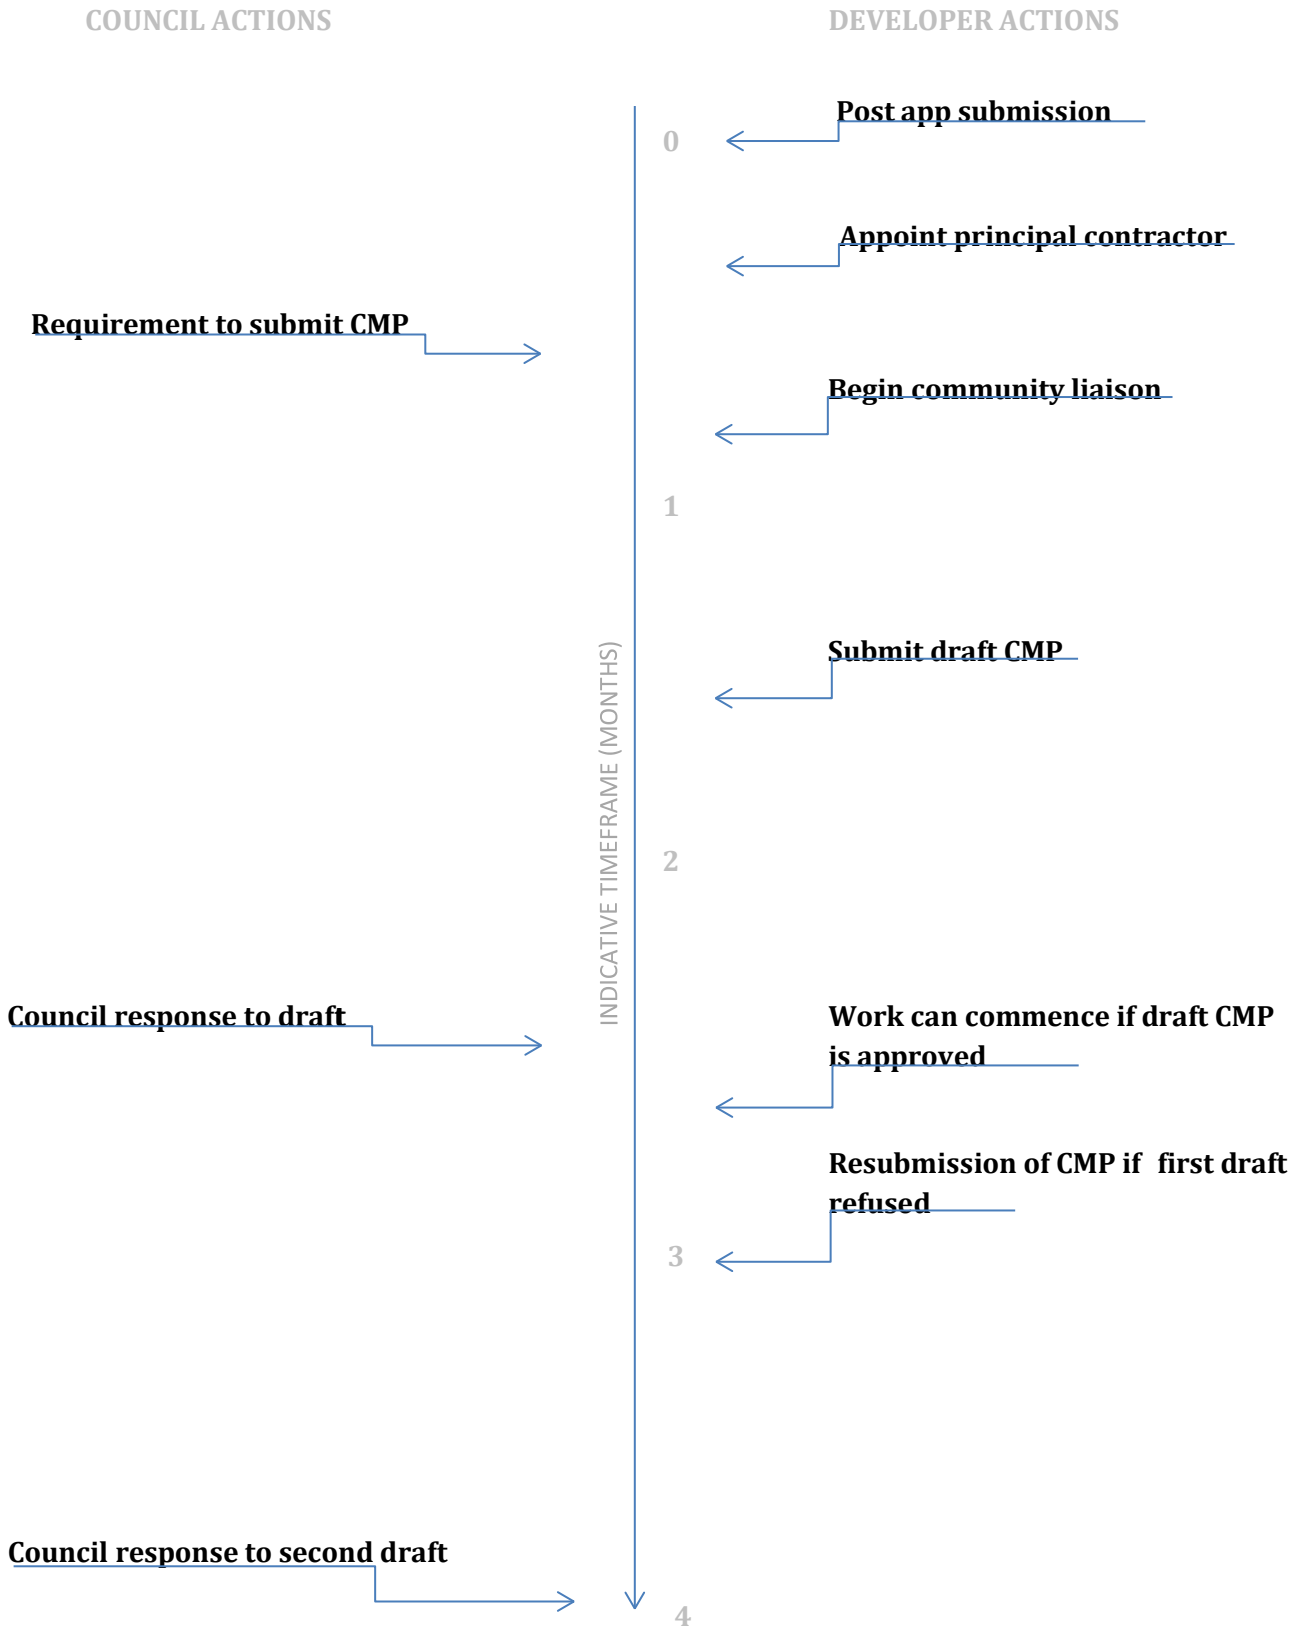 COUNCIL ACTIONS
DEVELOPER ACTIONS
Post app submission
0
Appoint principal contractor
Requirement to submit CMP
Begin community liaison
1
Submit draft CMP
INDICATIVE TIMEFRAME (MONTHS)
2
Council response to draft
Work can commence if draft CMP
is approved
Resubmission of CMP if first draft
refused
3
Council response to second draft
4